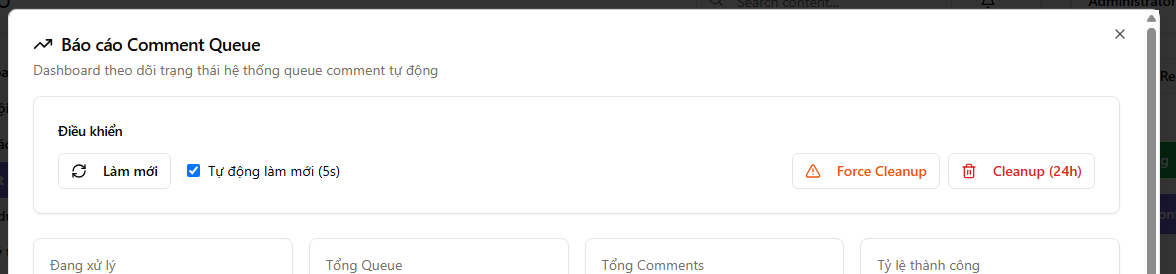 Search content...
Administrator
Báo cáo Comment Queue
Dashboard theo dõi trạng thái hệ thống queue comment tự động
Điều khiển
Làm mới
Tự động làm mới (5s)
Force Cleanup
Cleanup (24h)
Đang xử lý
Tổng Queue
Tổng Comments
Tỷ lệ thành công